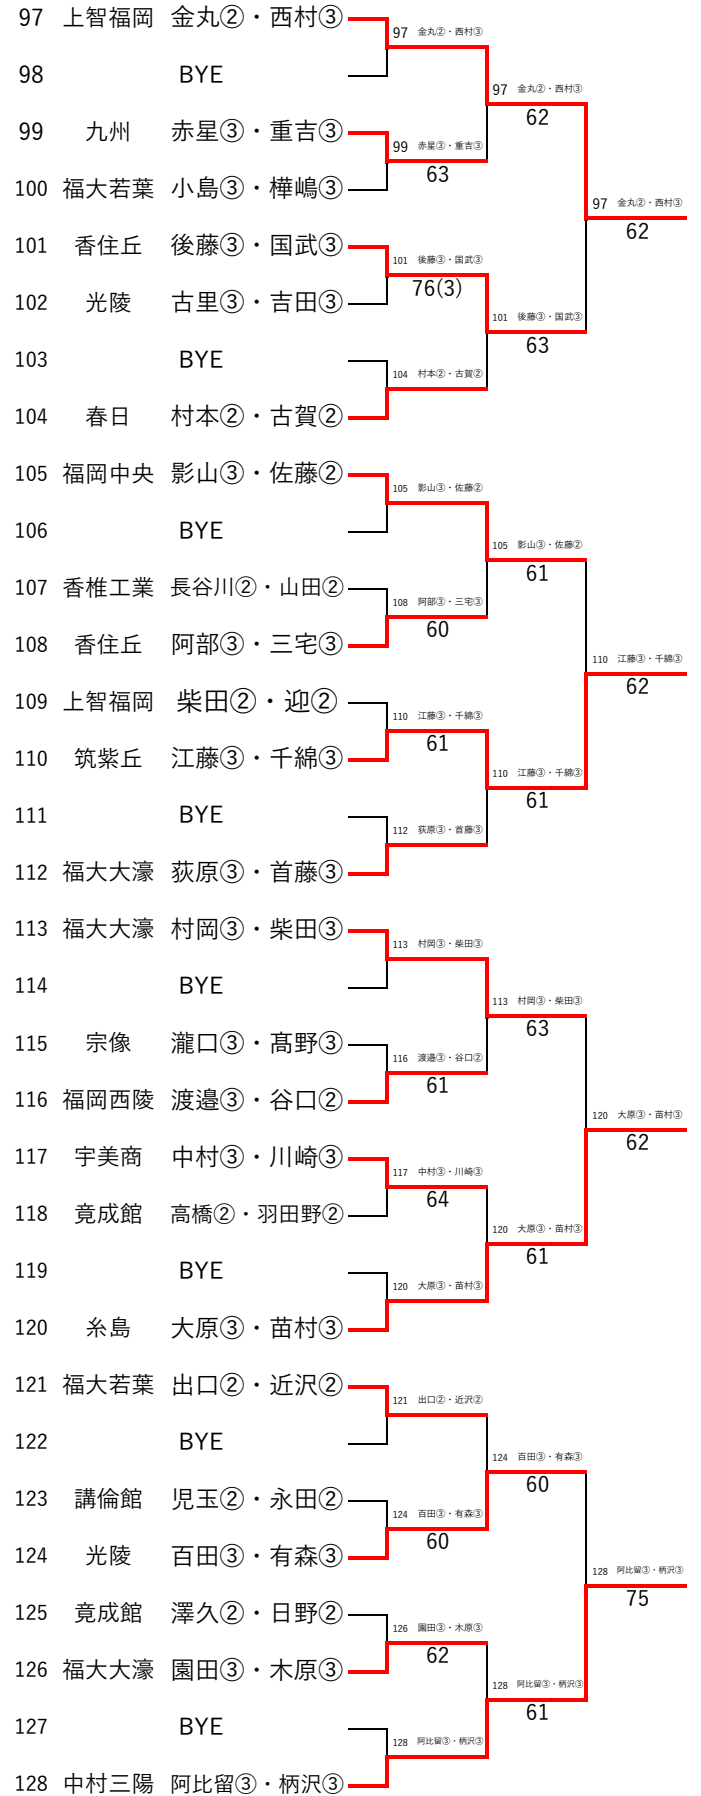 97 上智福岡 金丸②・西村③
97 金丸②・西村③
98 BYE
97 金丸②・西村③
62
99 九州 赤星③・重吉③
99 赤星③・重吉③
63
100 福大若葉 小島③・樺嶋③
97 金丸②・西村③
62
101 香住丘 後藤③・国武③
101 後藤③・国武③
76(3)
102 光陵 古里③・吉田③
101 後藤③・国武③
63
103 BYE
104 村本②・古賀②
104 春日 村本②・古賀②
105 福岡中央 影山③・佐藤②
105 影山③・佐藤②
106 BYE
105 影山③・佐藤②
61
107 香椎工業 長谷川②・山田②
108 阿部③・三宅③
60
108 香住丘 阿部③・三宅③
110 江藤③・千綿③
62
109 上智福岡 柴田②・迎②
110 江藤③・千綿③
61
110 筑紫丘 江藤③・千綿③
110 江藤③・千綿③
61
111 BYE
112 荻原③・首藤③
112 福大大濠 荻原③・首藤③
113 福大大濠 村岡③・柴田③
113 村岡③・柴田③
114 BYE
113 村岡③・柴田③
63
115 宗像 瀧口③・髙野③
116 渡邉③・谷口②
61
116 福岡西陵 渡邉③・谷口②
120 大原③・苗村③
62
117 宇美商 中村③・川崎③
117 中村③・川崎③
64
118 竟成館 高橋②・羽田野②
120 大原③・苗村③
61
119 BYE
120 大原③・苗村③
120 糸島 大原③・苗村③
121 福大若葉 出口②・近沢②
121 出口②・近沢②
122 BYE
124 百田③・有森③
60
123 講倫館 児玉②・永田②
124 百田③・有森③
60
124 光陵 百田③・有森③
128 阿比留③・柄沢③
75
125 竟成館 澤久②・日野②
126 園田③・木原③
62
126 福大大濠 園田③・木原③
128 阿比留③・柄沢③
61
127 BYE
128 阿比留③・柄沢③
128 中村三陽 阿比留③・柄沢③